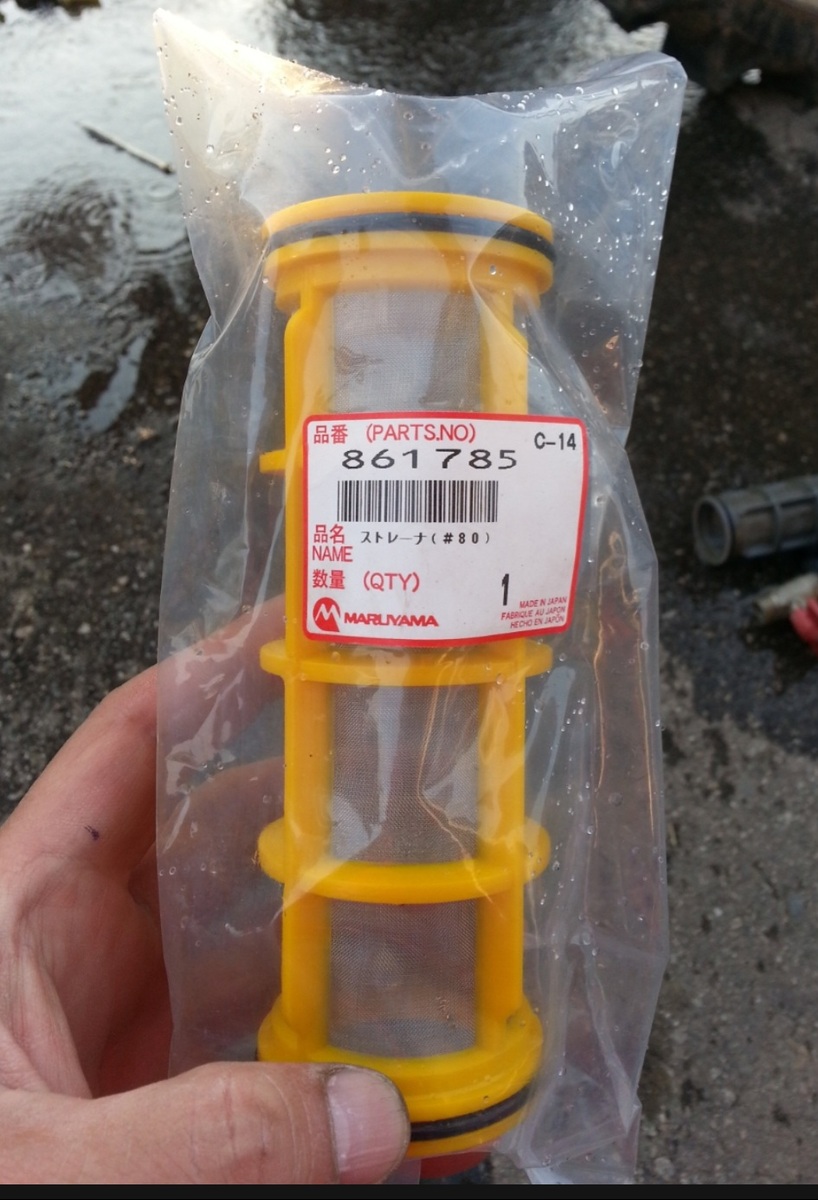 品番 (PARTS.NO) C-14
861785
品名 ストレーナ(#80)
NAME
数量 (QTY) 1
MARUYAMA
MADE IN JAPAN
FABRIQUE AU JAPON
HECHO EN JAPÓN